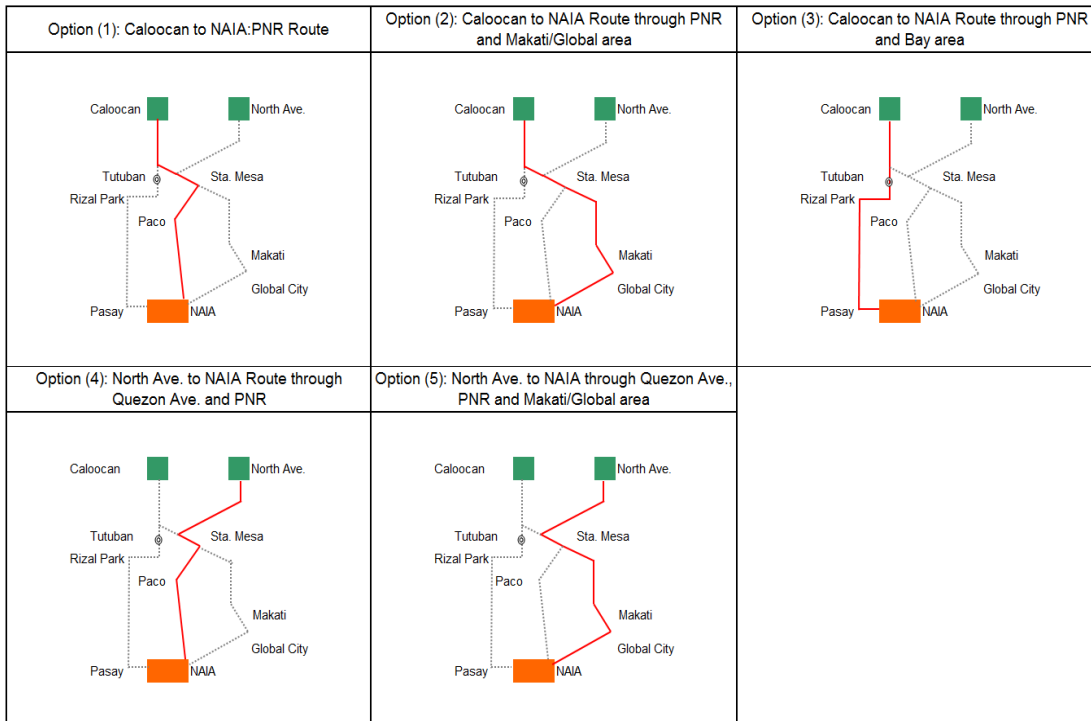 Option (1): Caloocan to NAIA:PNR Route
Option (2): Caloocan to NAIA Route through PNR
and Makati/Global area
Option (3): Caloocan to NAIA Route through PNR
and Bay area
Caloocan
North Ave.
Tutuban
Sta. Mesa
Rizal Park
Paco
Makati
Global City
Pasay
NAIA
Caloocan
North Ave.
Tutuban
Sta. Mesa
Rizal Park
Paco
Makati
Global City
Pasay
NAIA
Caloocan
North Ave.
Tutuban
Sta. Mesa
Rizal Park
Paco
Makati
Global City
Pasay
NAIA
Option (4): North Ave. to NAIA Route through
Quezon Ave. and PNR
Option (5): North Ave. to NAIA through Quezon Ave.,
PNR and Makati/Global area
Caloocan
North Ave.
Tutuban
Sta. Mesa
Rizal Park
Paco
Makati
Global City
Pasay
NAIA
Caloocan
North Ave.
Tutuban
Sta. Mesa
Rizal Park
Paco
Makati
Global City
Pasay
NAIA